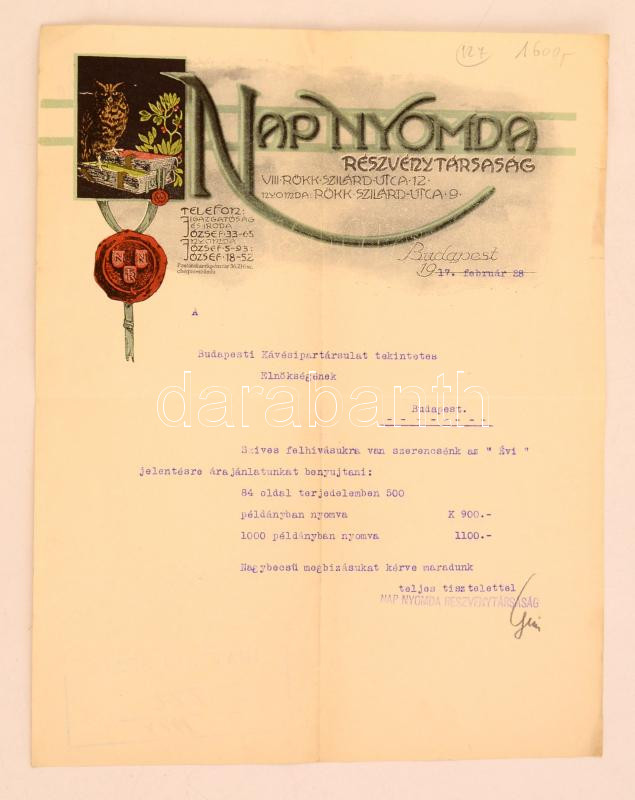 127 1600,-
NAP NYOMDA
RÉSZVÉNYTÁRSASÁG
VIII. RÖKK-SZILÁRD-UTCA 12.
NYOMDA: RÖKK-SZILÁRD-UTCA 9.
TELEFON:
IGAZGATÓSÁG
ÉS IRODA
JÓZSEF 33-65
NYOMDA
JÓZSEF 5-93
JÓZSEF 18-52
Budapest
1917. február 28
A
Budapesti Kávésipartársulat tekintetes
Elnökségének
darabanth
Budapest.
Szives felhivásukra van szerencsénk az " Évi "
jelentésre árajánlatunkat benyujtani:
84 oldal terjedelemben 500
példányban nyomva K 900.-
1000 példányban nyomva 1100.-
Nagybecsü megbizásukat kérve maradunk
teljes tisztelettel
NAP NYOMDA RÉSZVÉNYTÁRSASÁG